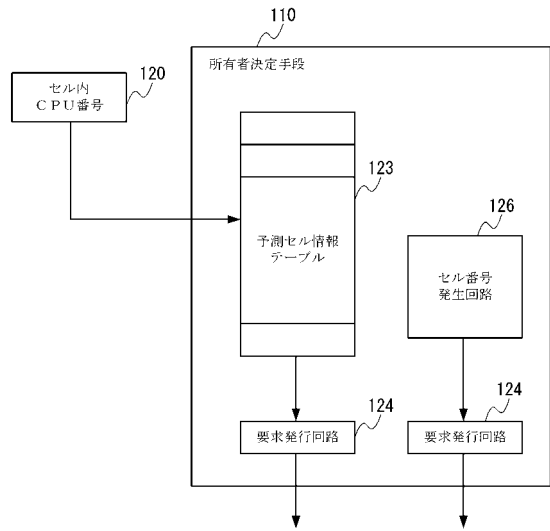 110
所有者決定手段
セル内
CPU番号
120
123
予測セル情報
テーブル
126
セル番号
発生回路
124
要求発行回路
124
要求発行回路